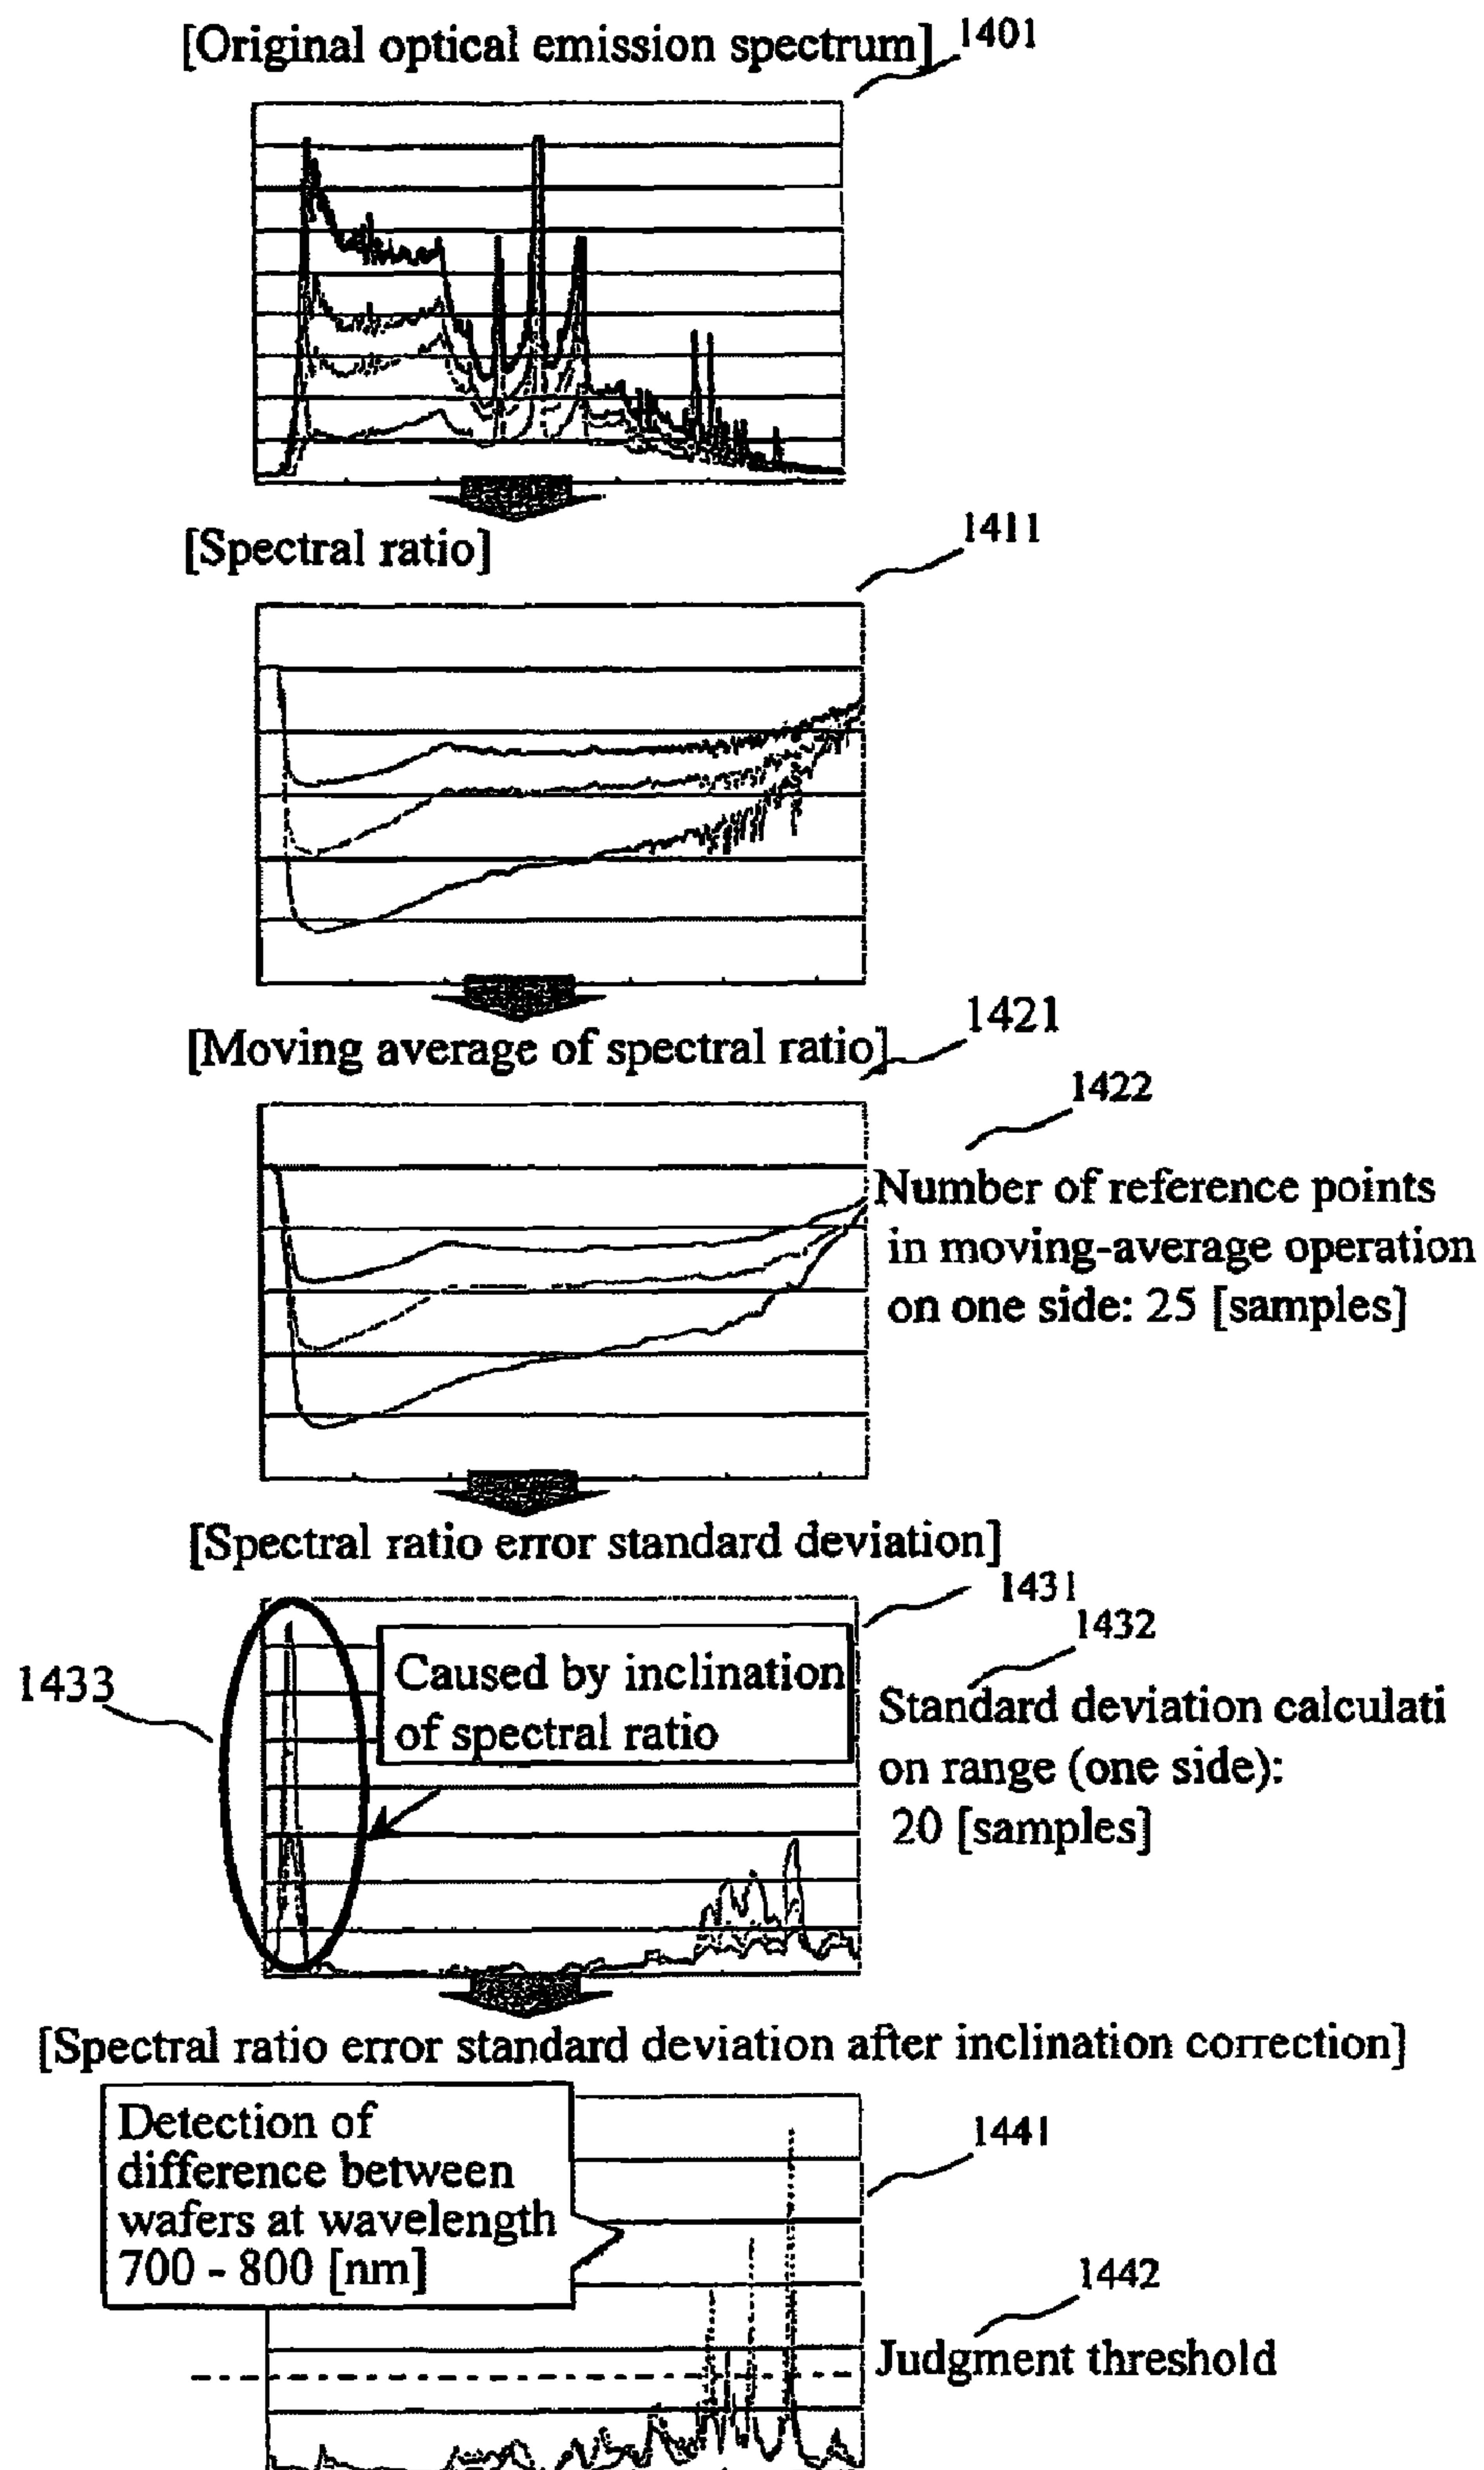 [Original optical emission spectrum]
1401
[Spectral ratio]
1411
[Moving average of spectral ratio]
1421
1422
Number of reference points
in moving-average operation
on one side: 25 [samples]
[Spectral ratio error standard deviation]
1431
1432
1433
Caused by inclination
of spectral ratio
Standard deviation calculati
on range (one side):
20 [samples]
[Spectral ratio error standard deviation after inclination correction]
Detection of
difference between
wafers at wavelength
700 - 800 [nm]
1441
1442
Judgment threshold